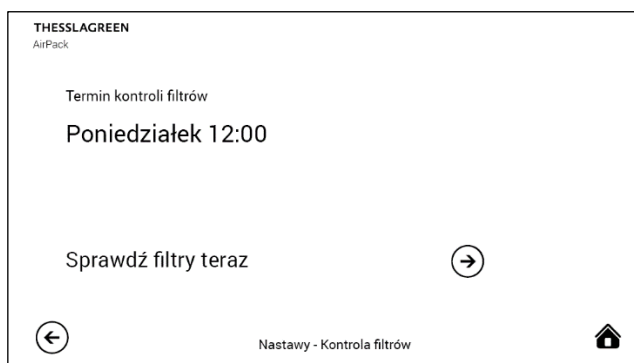 THESSLAGREEN
AirPack
Termin kontroli filtrów
Poniedziałek 12:00
Sprawdź filtry teraz
Nastawy - Kontrola filtrów